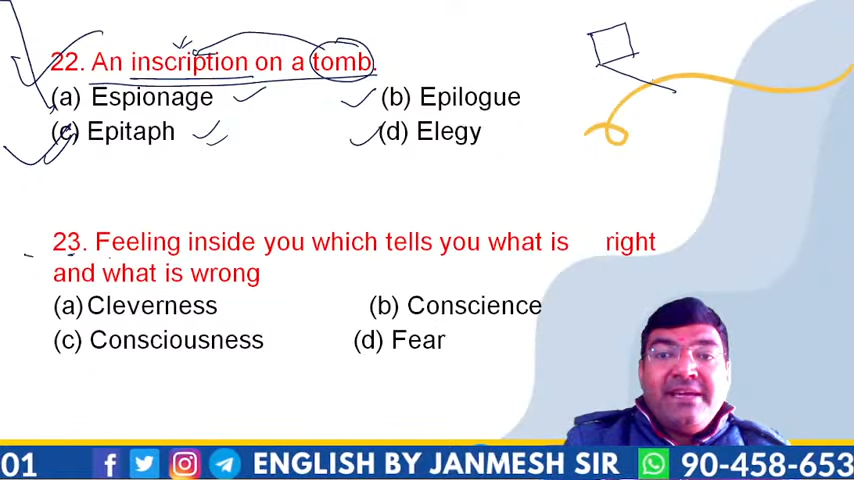 22. An inscription on a tomb.
(a) Espionage (b) Epilogue
(c) Epitaph (d) Elegy
23. Feeling inside you which tells you what is right
and what is wrong
(a) Cleverness (b) Conscience
(c) Consciousness (d) Fear
01 ENGLISH BY JANMESH SIR 90-458-653